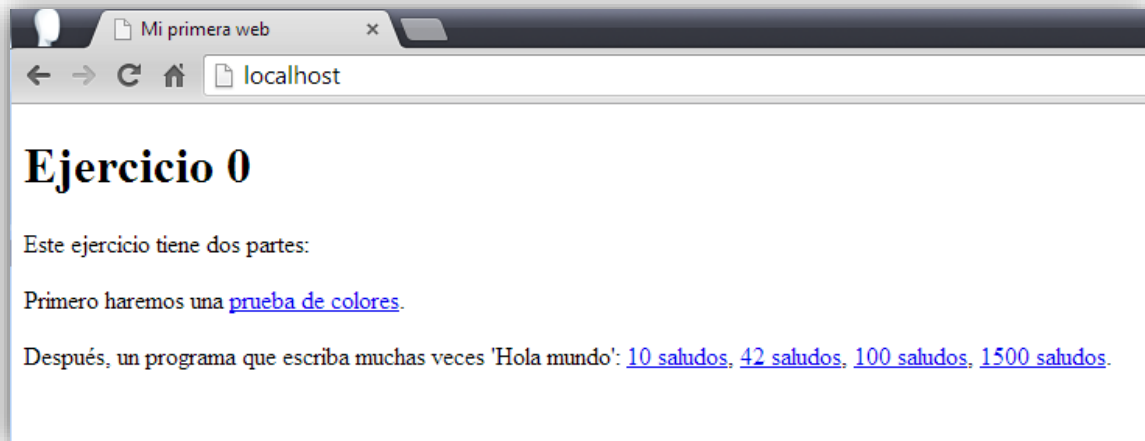 Mi primera web
localhost
Ejercicio 0
Este ejercicio tiene dos partes:
Primero haremos una prueba de colores.
Después, un programa que escriba muchas veces 'Hola mundo': 10 saludos, 42 saludos, 100 saludos, 1500 saludos.